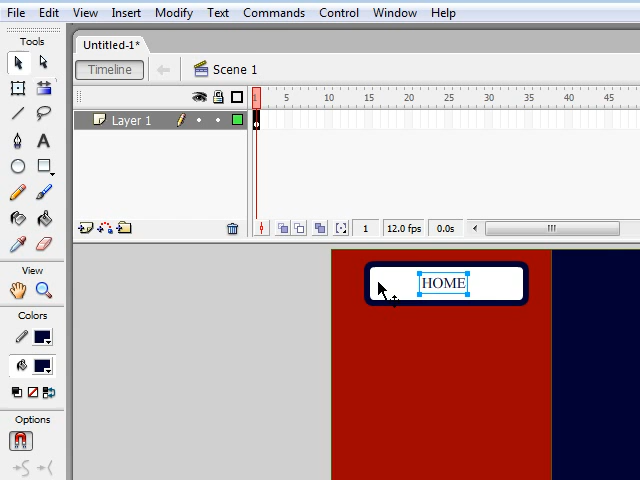 File Edit View Insert Modify Text Commands Control Window Help
Tools
Untitled-1*
Timeline
Scene 1
1 5 10 15 20 25 30 35 40 45
Layer 1
1 12.0 fps 0.0s
View
HOME
Colors
Options